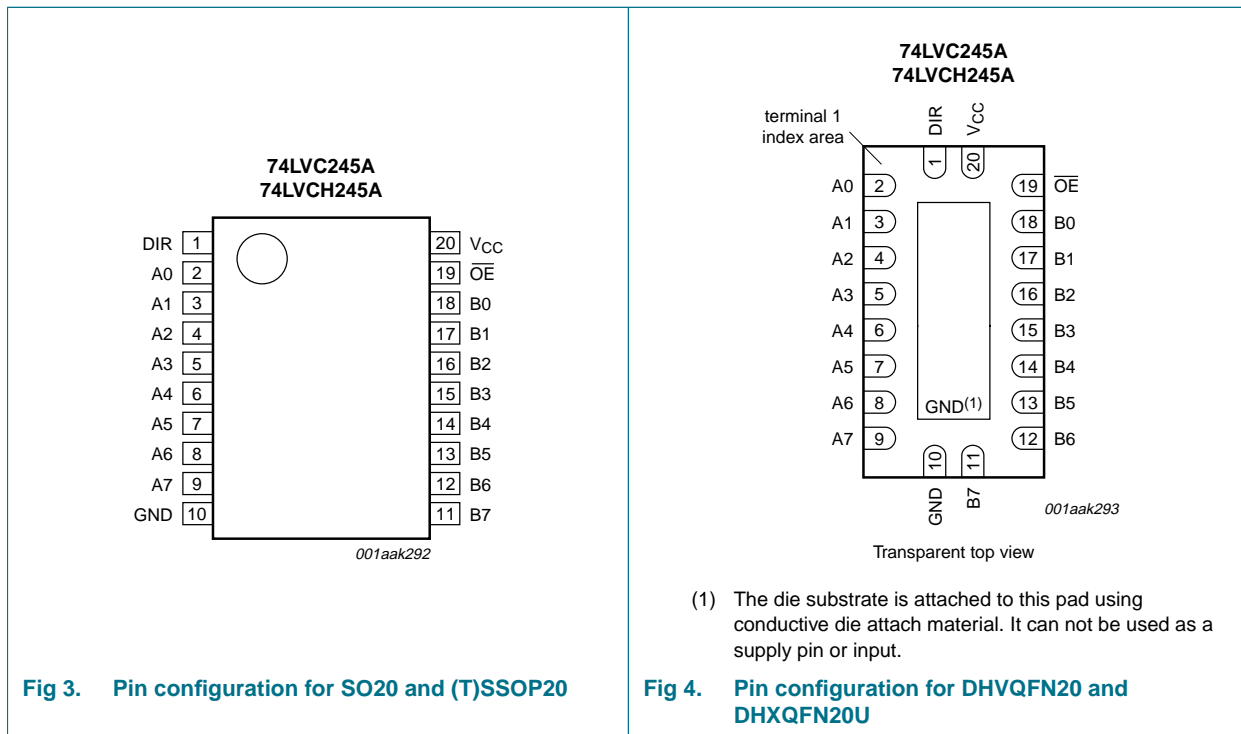 74LVC245A
74LVCH245A
DIR 1
A0 2
A1 3
A2 4
A3 5
A4 6
A5 7
A6 8
A7 9
GND 10
20 VCC
19 OE
18 B0
17 B1
16 B2
15 B3
14 B4
13 B5
12 B6
11 B7
001aak292
Fig 3. Pin configuration for SO20 and (T)SSOP20
74LVC245A
74LVCH245A
terminal 1
index area
DIR
VCC
1
20
A0 2
A1 3
A2 4
A3 5
A4 6
A5 7
A6 8
A7 9
19 OE
18 B0
17 B1
16 B2
15 B3
14 B4
13 B5
12 B6
GND(1)
10
11
GND
B7
001aak293
Transparent top view
(1) The die substrate is attached to this pad using
conductive die attach material. It can not be used as a
supply pin or input.
Fig 4. Pin configuration for DHVQFN20 and
DHXQFN20U